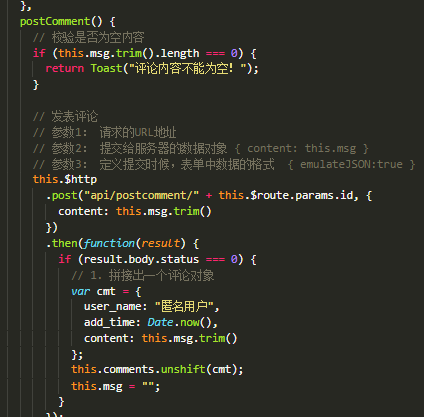 },
postComment() {
// 校验是否为空内容
if (this.msg.trim().length === 0) {
return Toast("评论内容不能为空! ");
}
// 发表评论
// 参数1: 请求的URL地址
// 参数2: 提交给服务器的数据对象 { content: this.msg }
// 参数3: 定义提交时候，表单中数据的格式 { emulateJSON:true }
this.$http
.post("api/postcomment/" + this.$route.params.id, {
content: this.msg.trim()
})
.then(function(result) {
if (result.body.status === 0) {
// 1. 拼接出一个评论对象
var cmt = {
user_name: "匿名用户",
add_time: Date.now(),
content: this.msg.trim()
};
this.comments.unshift(cmt);
this.msg = "";
}
});